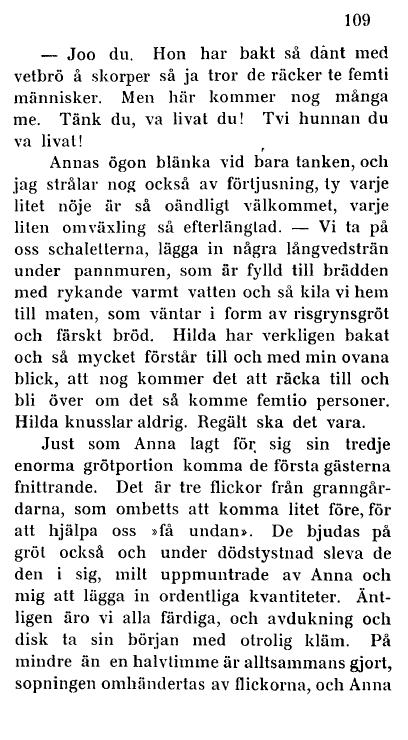 109
— Joo du. Hon har bakt så dant med
vetbrö å skorper så ja tror de räcker te femti
människer. Men här kommer nog många
me. Tänk du, va livat du! Tvi hunnan du
va livat!
Annas ögon blänka vid bara tanken, och
jag strålar nog också av förtjusning, ty varje
litet nöje är så oändligt välkommet, varje
liten omväxling så efterlängtad. — Vi ta på
oss schaletterna, lägga in några långvedsträn
under pannmuren, som är fylld till brädden
med rykande varmt vatten och så kila vi hem
till maten, som väntar i form av risgrynsgröt
och färskt bröd. Hilda har verkligen bakat
och så mycket förstår till och med min ovana
blick, att nog kommer det att räcka till och
bli över om det så komme femtio personer.
Hilda knusslar aldrig. Regält ska det vara.
Just som Anna lagt för sig sin tredje
enorma grötportion komma de första gästerna
fnittrande. Det är tre flickor från granngår-
darna, som ombetts att komma litet före, för
att hjälpa oss »få undan». De bjudas på
gröt också och under dödstystnad sleva de
den i sig, milt uppmuntrade av Anna och
mig att lägga in ordentliga kvantiteter. Änt-
ligen äro vi alla färdiga, och avdukning och
disk ta sin början med otrolig kläm. På
mindre än en halvtimme är alltsammans gjort,
sopningen omhändertas av flickorna, och Anna